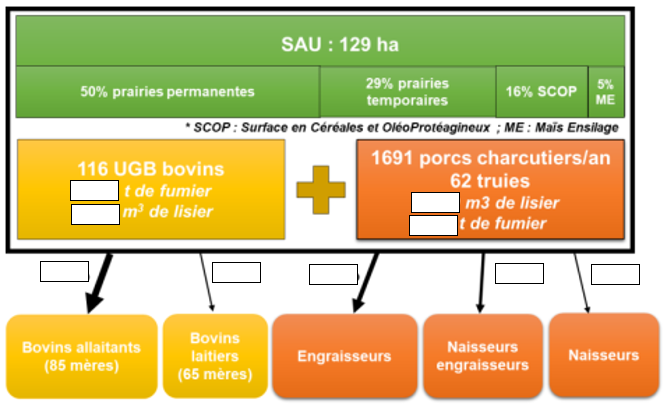 SAU : 129 ha
50% prairies permanentes
29% prairies
temporaires
16% SCOP
5%
ME
* SCOP : Surface en Céréales et OléoProtéagineux ; ME : Maïs Ensilage
116 UGB bovins
t de fumier
m³ de lisier
1691 porcs charcutiers/an
62 truies
m3 de lisier
t de fumier
Bovins allaitants
(85 mères)
Bovins
laitiers
(65 mères)
Engraisseurs
Naisseurs
engraisseurs
Naisseurs